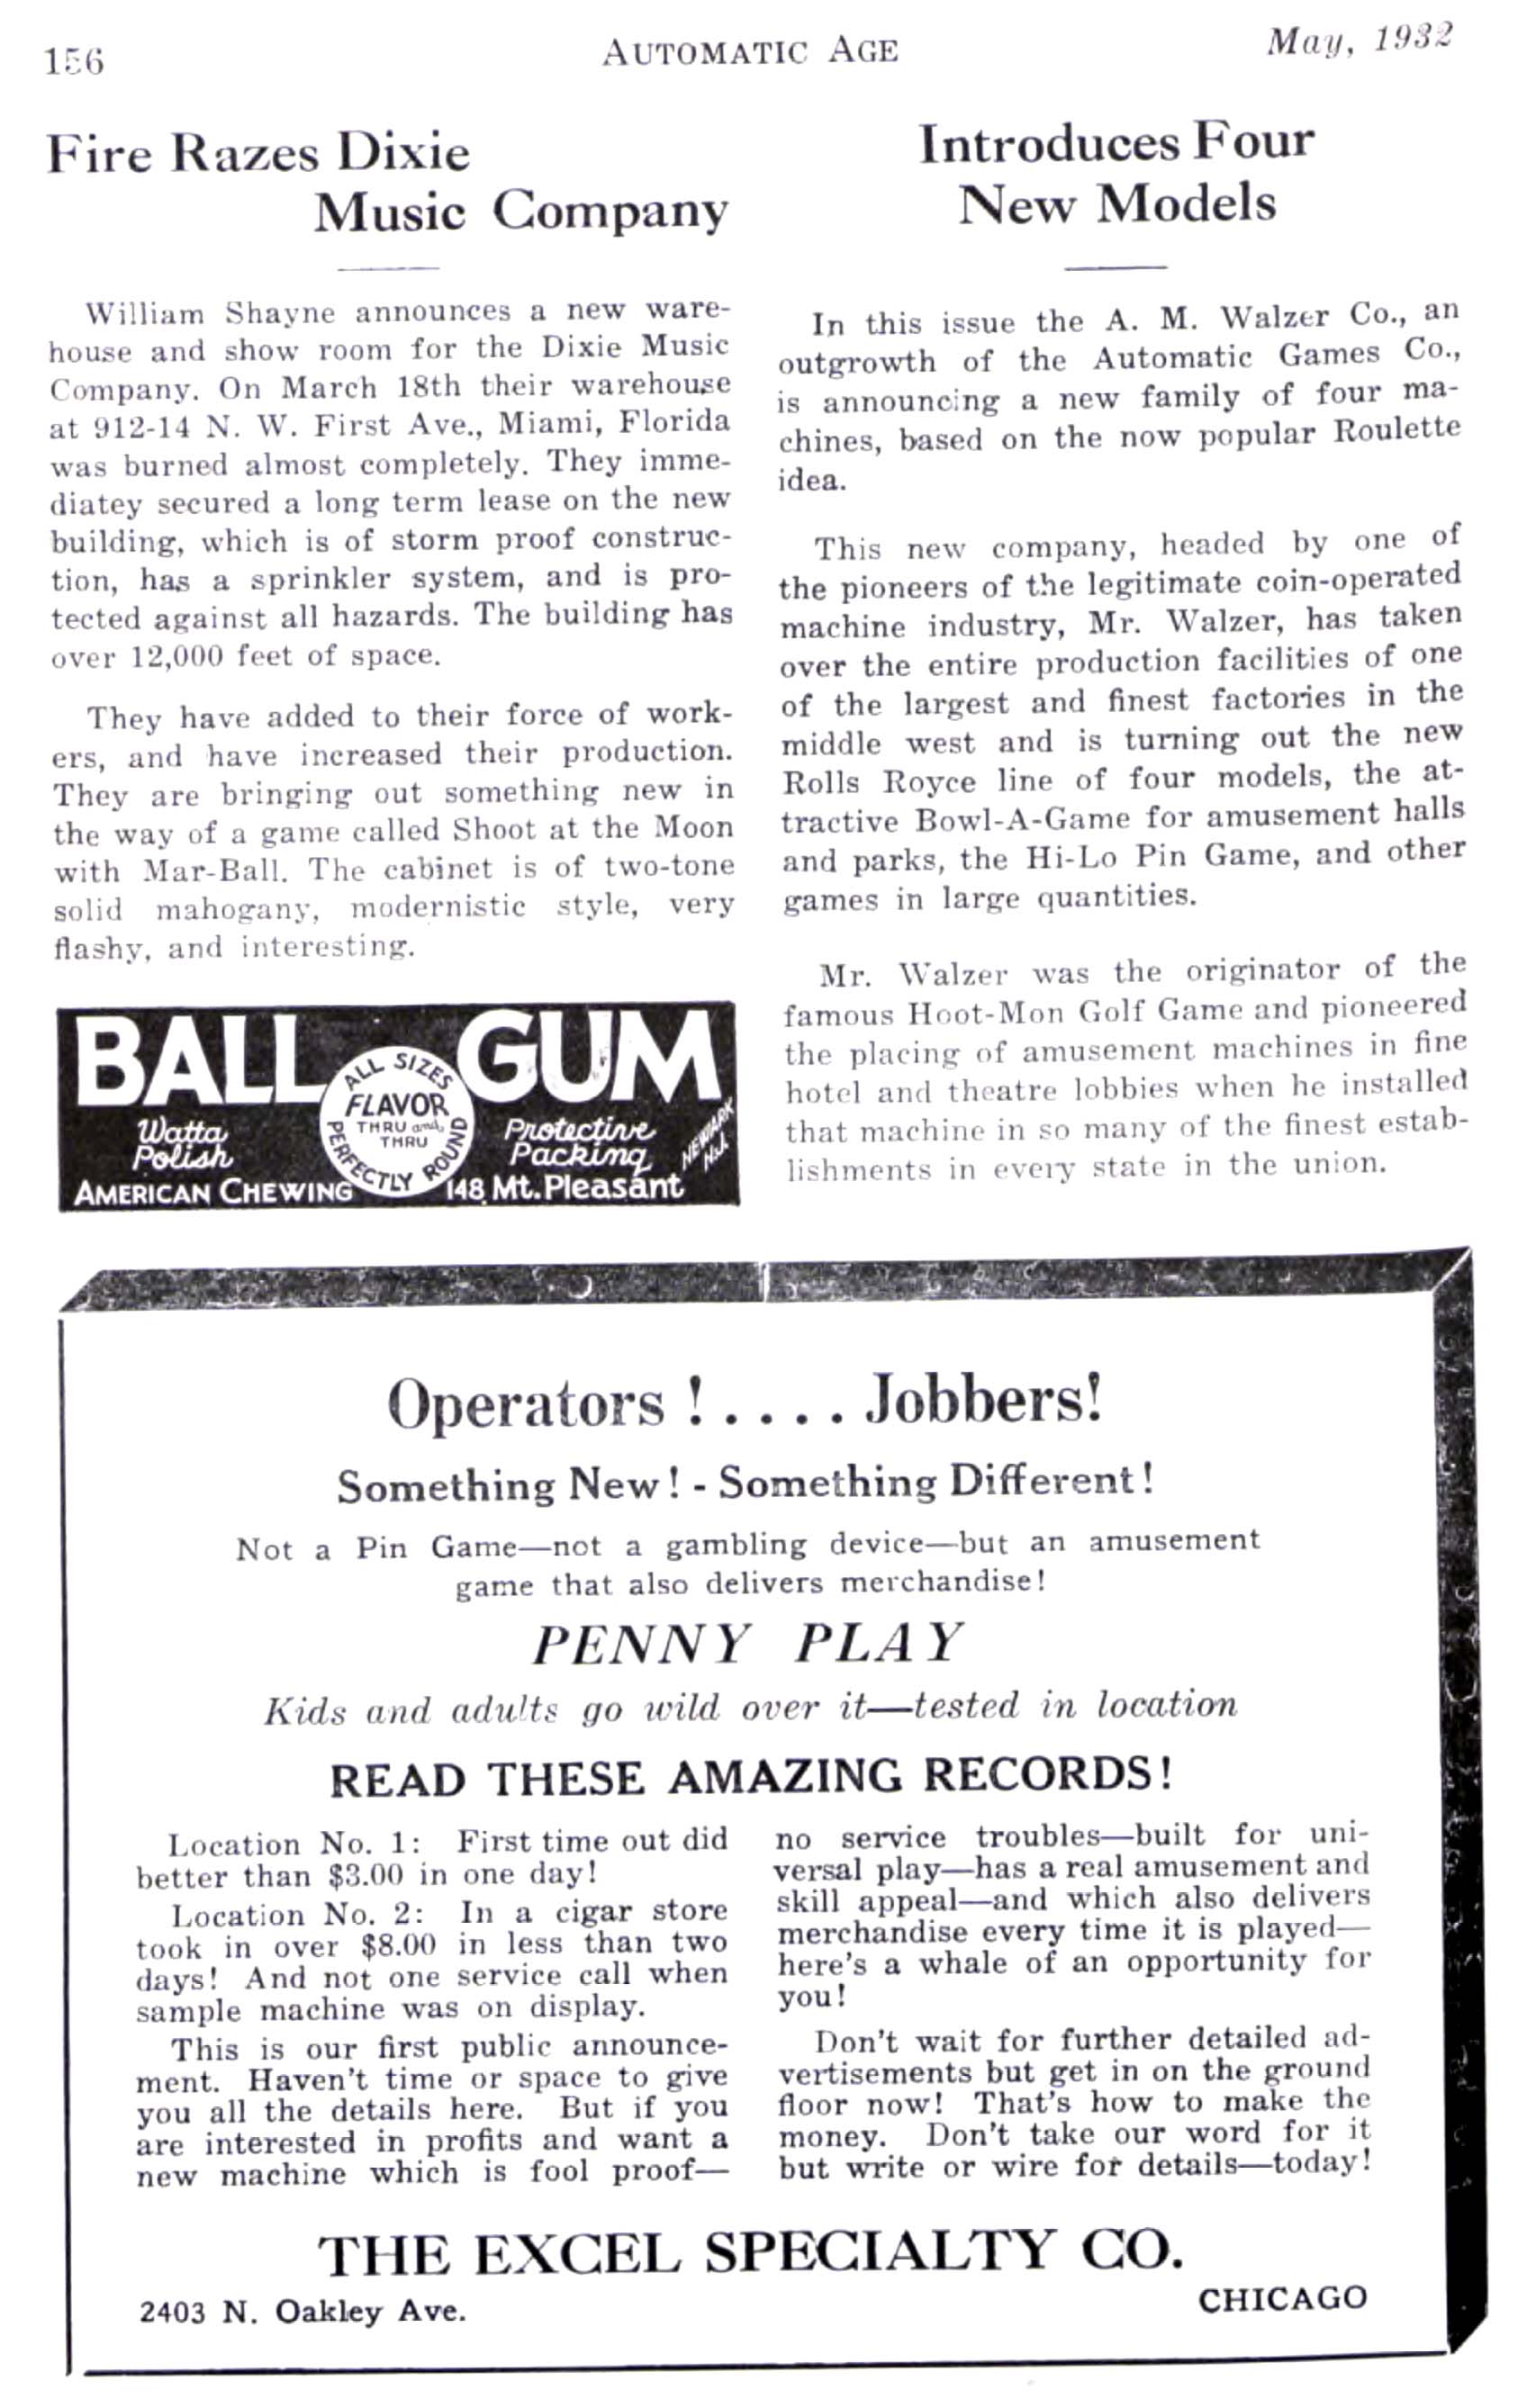 156
AUTOMATIC AGE
May, 1932
Fire Razes Dixie
Music Company
William Shayne announces a new ware-
house and show room for the Dixie Music
Company. On March 18th their warehouse
at 912-14 N. W. First Ave., Miami, Florida
was burned almost completely. They imme-
diatey secured a long term lease on the new
building, which is of storm proof construc-
tion, has a sprinkler system, and is pro-
tected against all hazards. The building has
over 12,000 feet of space.
They have added to their force of work-
ers, and have increased their production.
They are bringing out something new in
the way of a game called Shoot at the Moon
with Mar-Ball. The cabinet is of two-tone
solid mahogany, modernistic style, very
flashy, and interesting.
BALL GUM
ALL SIZES
FLAVOR
THRU and
THRU
PERFECTLY ROUND
Watta
Polish
Protective
Packing
NEWARK
N.J.
AMERICAN CHEWING
148 Mt. Pleasant
Introduces Four
New Models
In this issue the A. M. Walzer Co., an
outgrowth of the Automatic Games Co.,
is announcing a new family of four ma-
chines, based on the now popular Roulette
idea.
This new company, headed by one of
the pioneers of the legitimate coin-operated
machine industry, Mr. Walzer, has taken
over the entire production facilities of one
of the largest and finest factories in the
middle west and is turning out the new
Rolls Royce line of four models, the at-
tractive Bowl-A-Game for amusement halls
and parks, the Hi-Lo Pin Game, and other
games in large quantities.
Mr. Walzer was the originator of the
famous Hoot-Mon Golf Game and pioneered
the placing of amusement machines in fine
hotel and theatre lobbies when he installed
that machine in so many of the finest estab-
lishments in every state in the union.
Operators ! . . . . Jobbers!
Something New! - Something Different!
Not a Pin Game—not a gambling device—but an amusement
game that also delivers merchandise!
PENNY PLAY
Kids and adults go wild over it—tested in location
READ THESE AMAZING RECORDS!
Location No. 1: First time out did
better than $3.00 in one day!
Location No. 2: In a cigar store
took in over $8.00 in less than two
days! And not one service call when
sample machine was on display.
This is our first public announce-
ment. Haven't time or space to give
you all the details here. But if you
are interested in profits and want a
new machine which is fool proof—
no service troubles—built for uni-
versal play—has a real amusement and
skill appeal—and which also delivers
merchandise every time it is played—
here's a whale of an opportunity for
you!
Don't wait for further detailed ad-
vertisements but get in on the ground
floor now! That's how to make the
money. Don't take our word for it
but write or wire for details—today!
THE EXCEL SPECIALTY CO.
2403 N. Oakley Ave.
CHICAGO